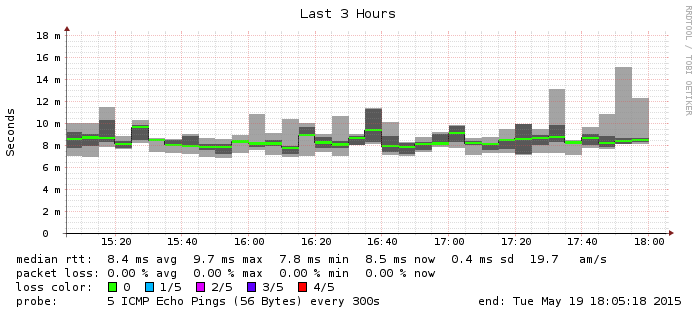 Last 3 Hours
RRDTOOL / TOBI OETIKER
Seconds
18 m
16 m
14 m
12 m
10 m
8 m
6 m
4 m
2 m
0
15:20 15:40 16:00 16:20 16:40 17:00 17:20 17:40 18:00
median rtt: 8.4 ms avg 9.7 ms max 7.8 ms min 8.5 ms now 0.4 ms sd 19.7 am/s
packet loss: 0.00 % avg 0.00 % max 0.00 % min 0.00 % now
loss color: 0 1/5 2/5 3/5 4/5
probe: 5 ICMP Echo Pings (56 Bytes) every 300s end: Tue May 19 18:05:18 2015